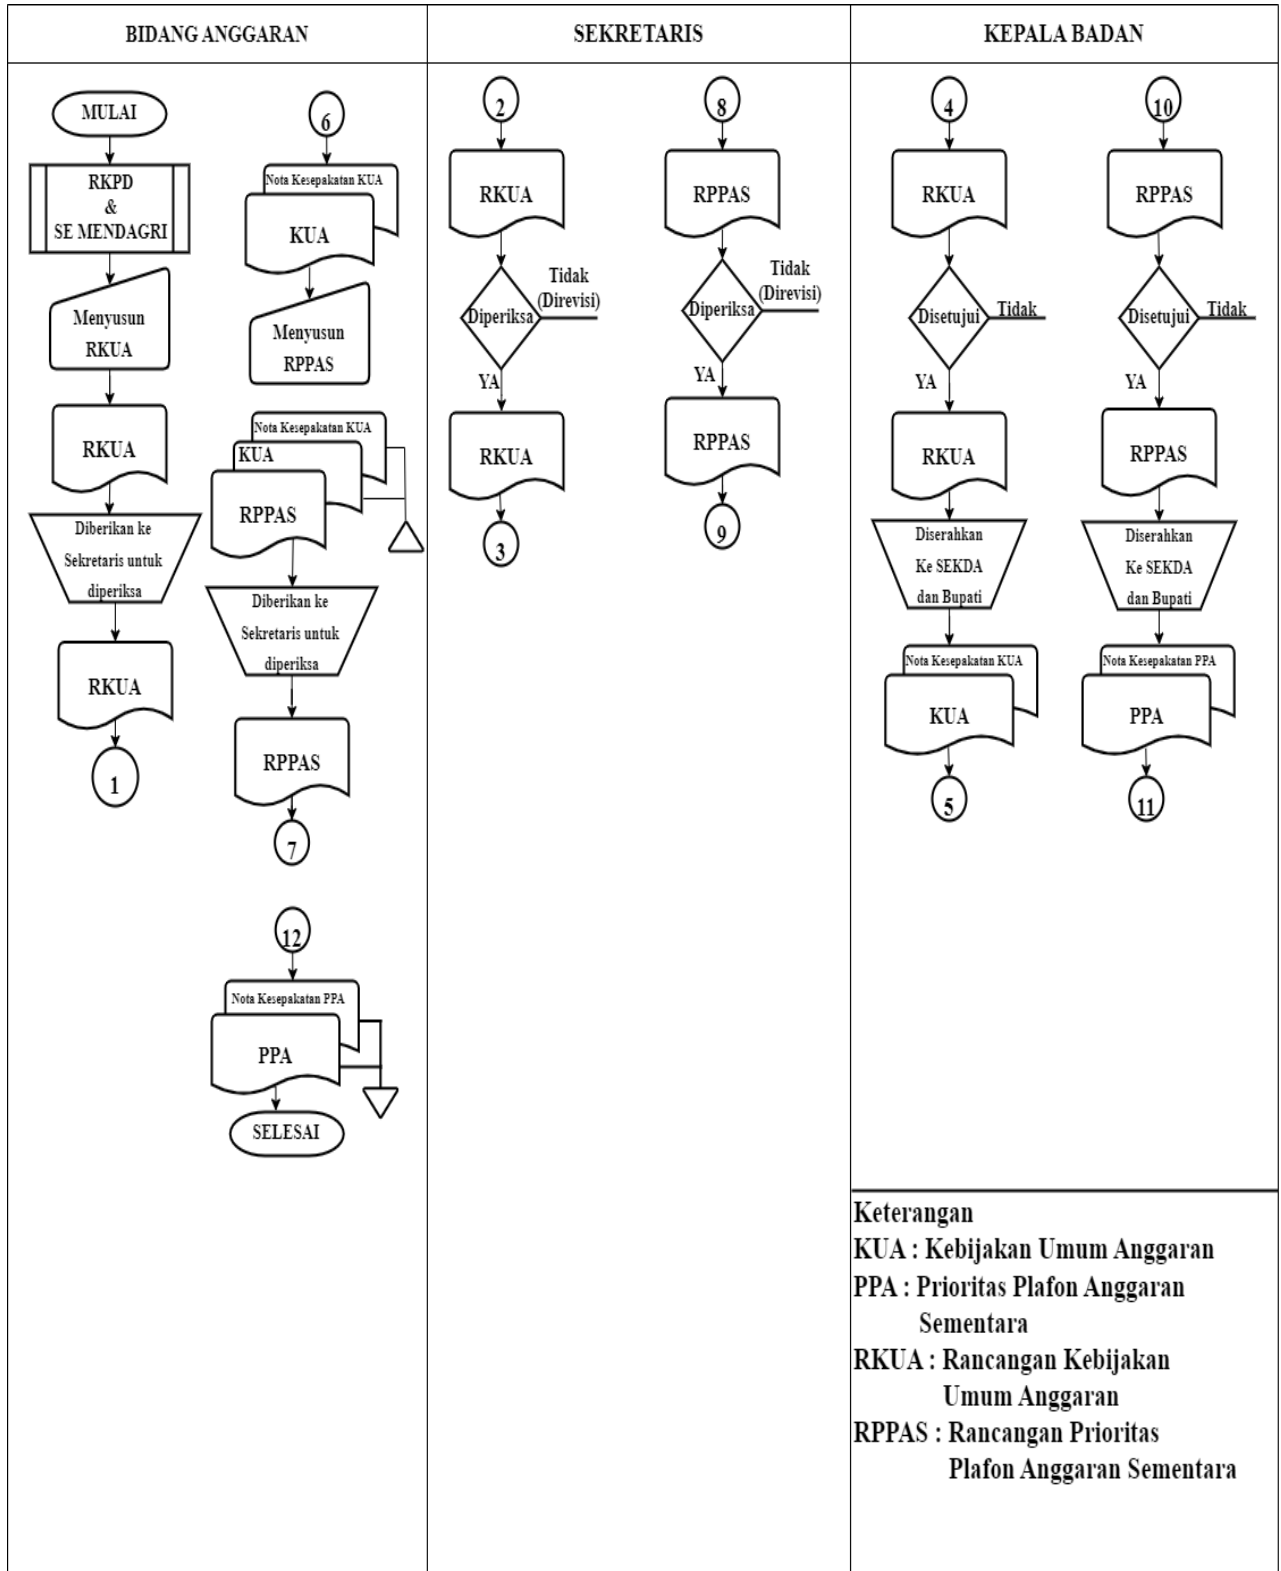 BIDANG ANGGARAN
SEKRETARIS
KEPALA BADAN
MULAI
RKPD
&
SE MENDAGRI
Menyusun
RKUA
RKUA
Diberikan ke
Sekretaris untuk
diperiksa
RKUA
1
6
Nota Kesepakatan KUA
KUA
Menyusun
RPPAS
Nota Kesepakatan KUA
KUA
RPPAS
Diberikan ke
Sekretaris untuk
diperiksa
RPPAS
7
12
Nota Kesepakatan PPA
PPA
SELESAI
2
RKUA
Diperiksa
Tidak
(Direvisi)
YA
RKUA
3
8
RPPAS
Diperiksa
Tidak
(Direvisi)
YA
RPPAS
9
4
RKUA
Disetujui
Tidak
YA
RKUA
Diserahkan
Ke SEKDA
dan Bupati
Nota Kesepakatan KUA
KUA
5
10
RPPAS
Disetujui
Tidak
YA
RPPAS
Diserahkan
Ke SEKDA
dan Bupati
Nota Kesepakatan PPA
PPA
11
Keterangan
KUA : Kebijakan Umum Anggaran
PPA : Prioritas Plafon Anggaran
Sementara
RKUA : Rancangan Kebijakan
Umum Anggaran
RPPAS : Rancangan Prioritas
Plafon Anggaran Sementara